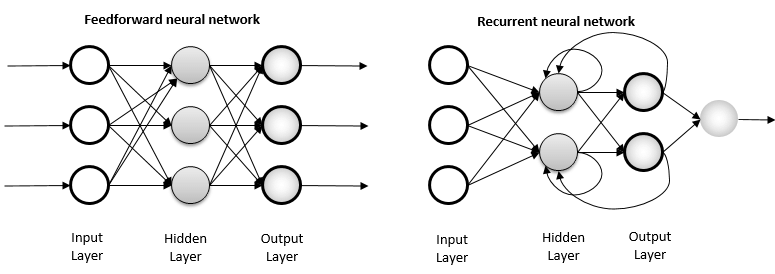 Feedforward neural network
Recurrent neural network
Input
Layer
Hidden
Layer
Output
Layer
Input
Layer
Hidden
Layer
Output
Layer